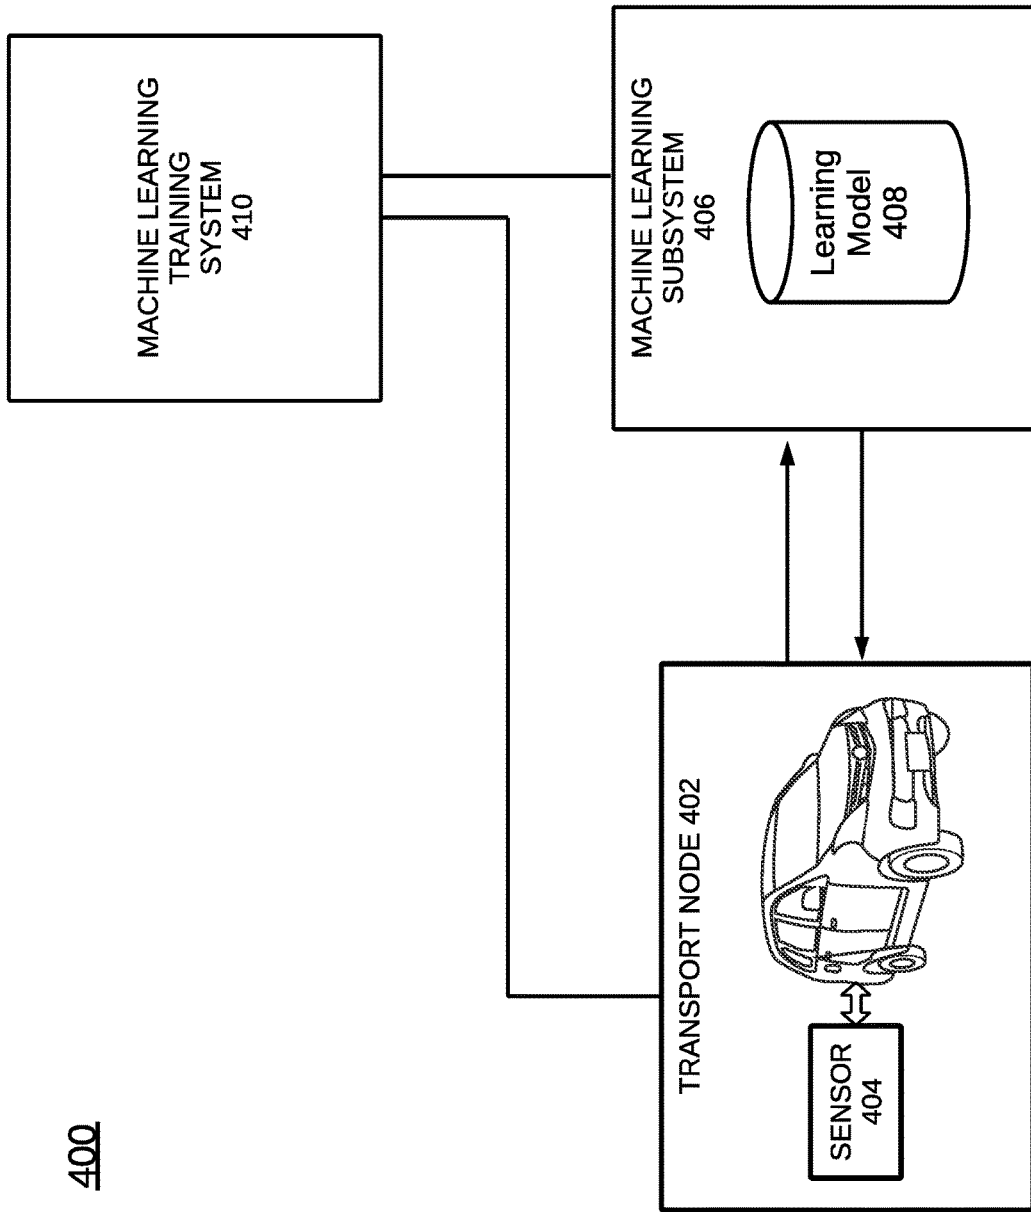 400
MACHINE LEARNING
TRAINING
SYSTEM
410
TRANSPORT NODE 402
SENSOR
404
MACHINE LEARNING
SUBSYSTEM
406
Learning
Model
408